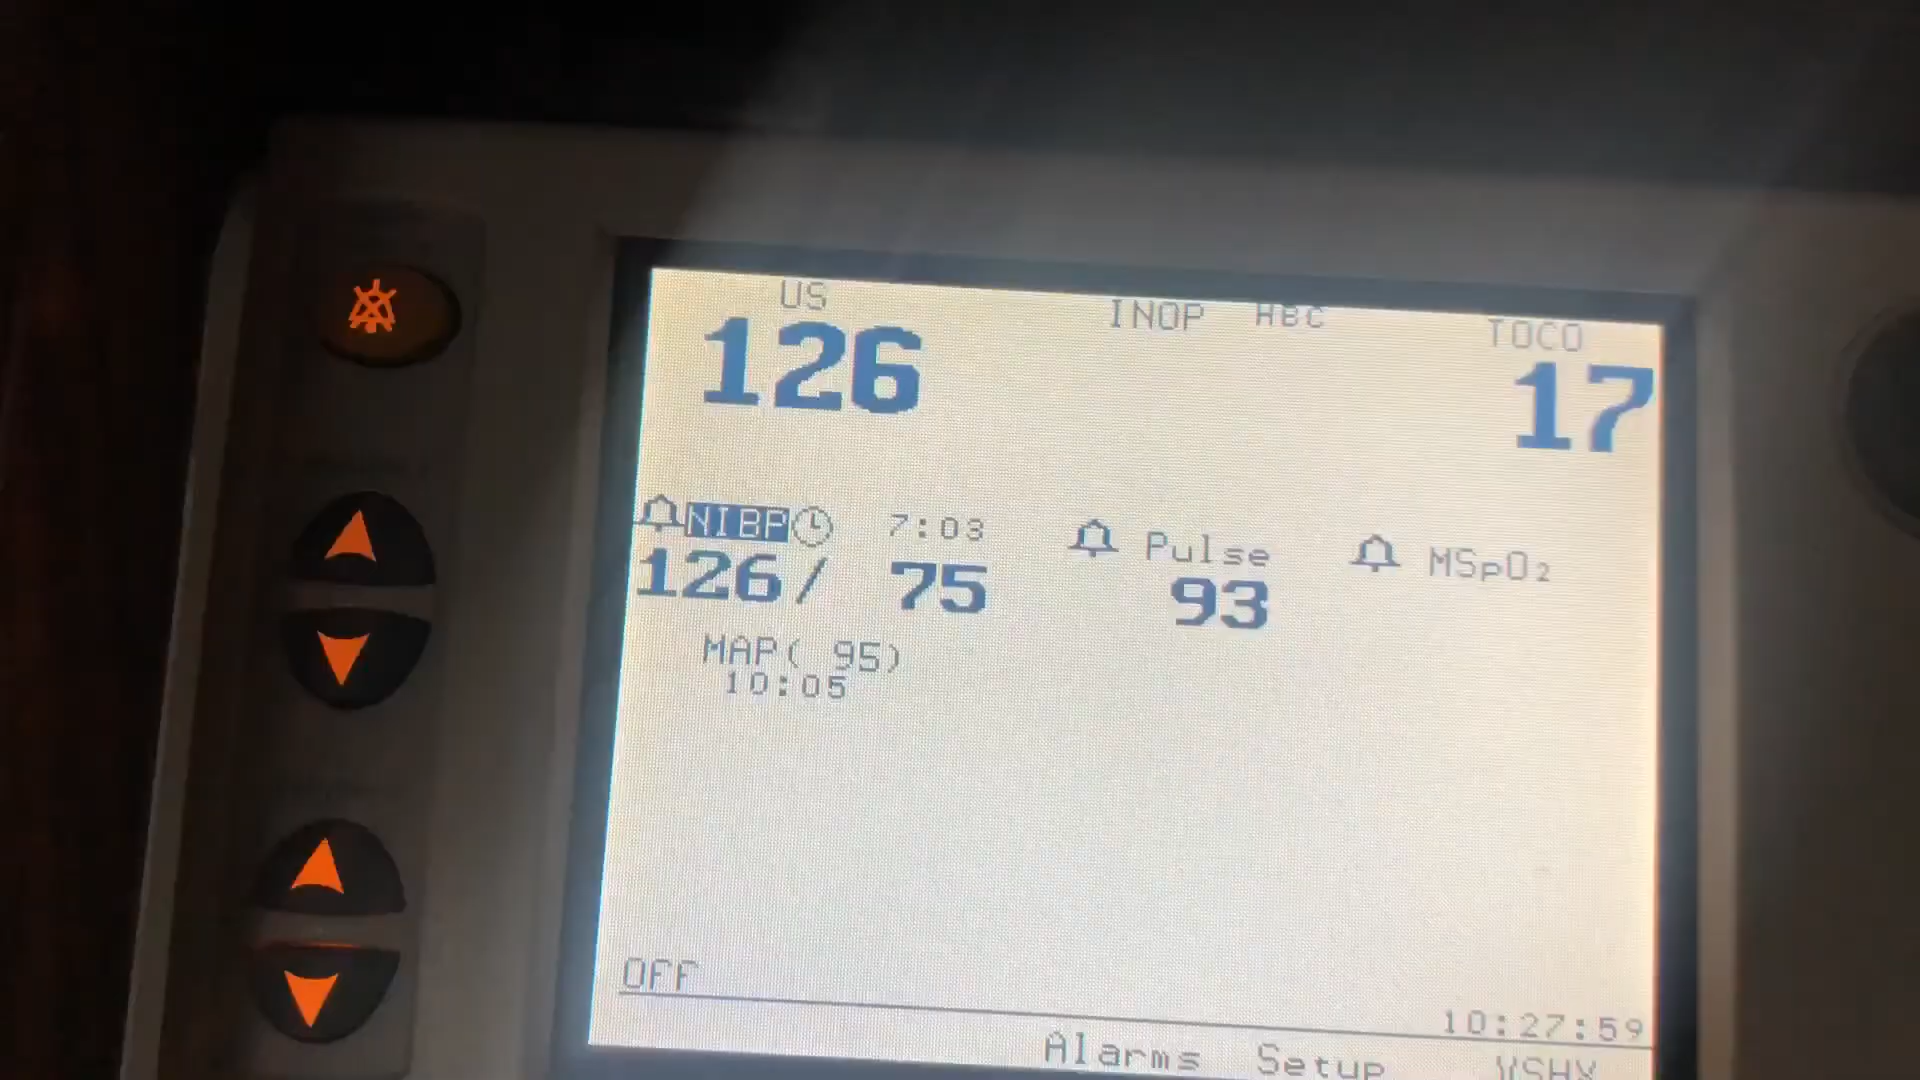 US INOP ABC TOCO
126 17
NIBP 7:03 Pulse MSpO₂
126/ 75 93
MAP( 95)
10:05
OFF
10:27:59
Alarms Setup